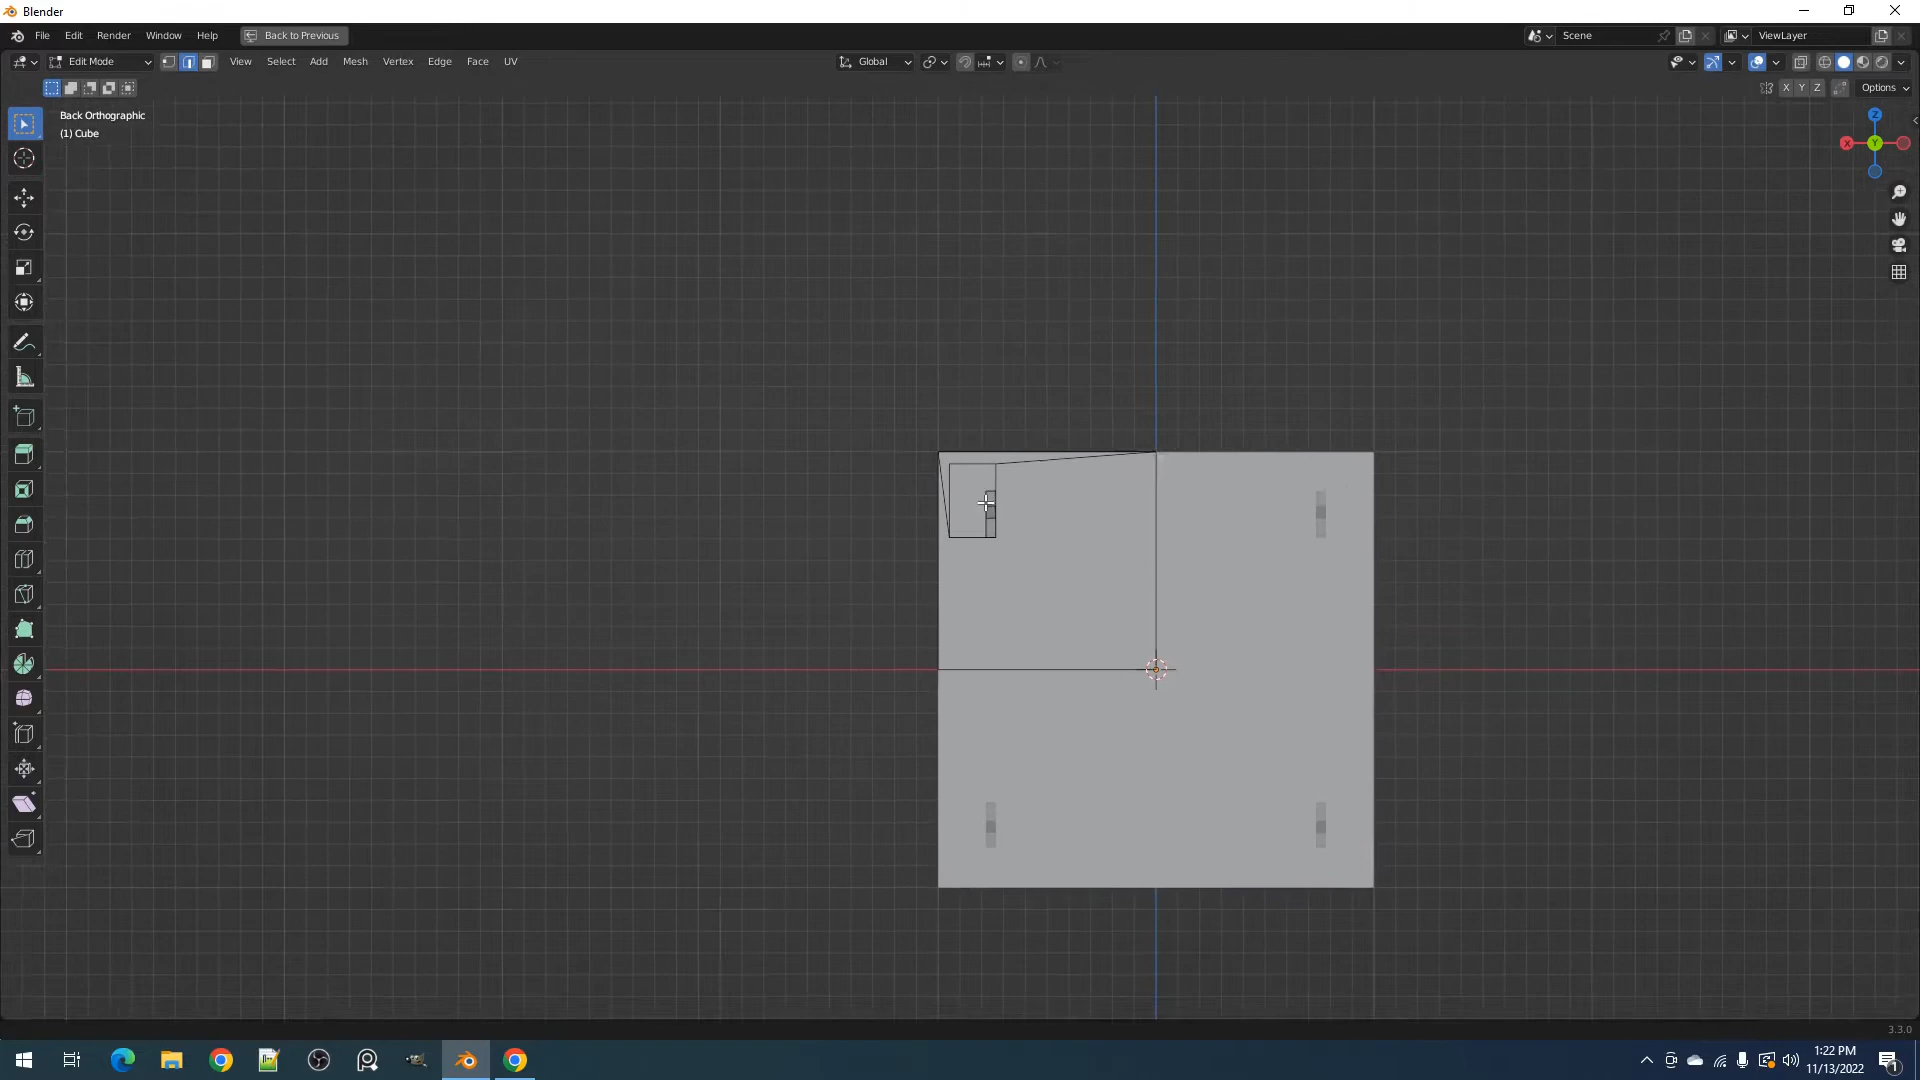 Blender
File Edit Render Window Help Back to Previous Scene ViewLayer
Edit Mode View Select Add Mesh Vertex Edge Face UV Global
X Y Z Options
Back Orthographic
(1) Cube
Z
X Y
3.3.0
1:22 PM
11/13/2022
1